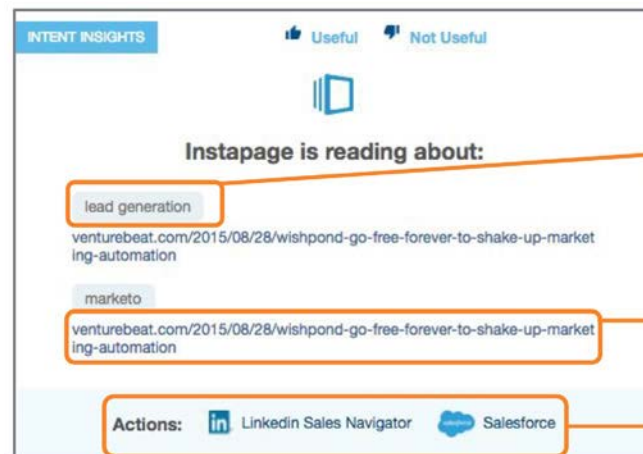 INTENT INSIGHTS
Useful Not Useful
Instapage is reading about:
lead generation
venturebeat.com/2015/08/28/wishpond-go-free-forever-to-shake-up-market
ing-automation
marketo
venturebeat.com/2015/08/28/wishpond-go-free-forever-to-shake-up-market
ing-automation
Actions: in Linkedin Sales Navigator salesforce Salesforce